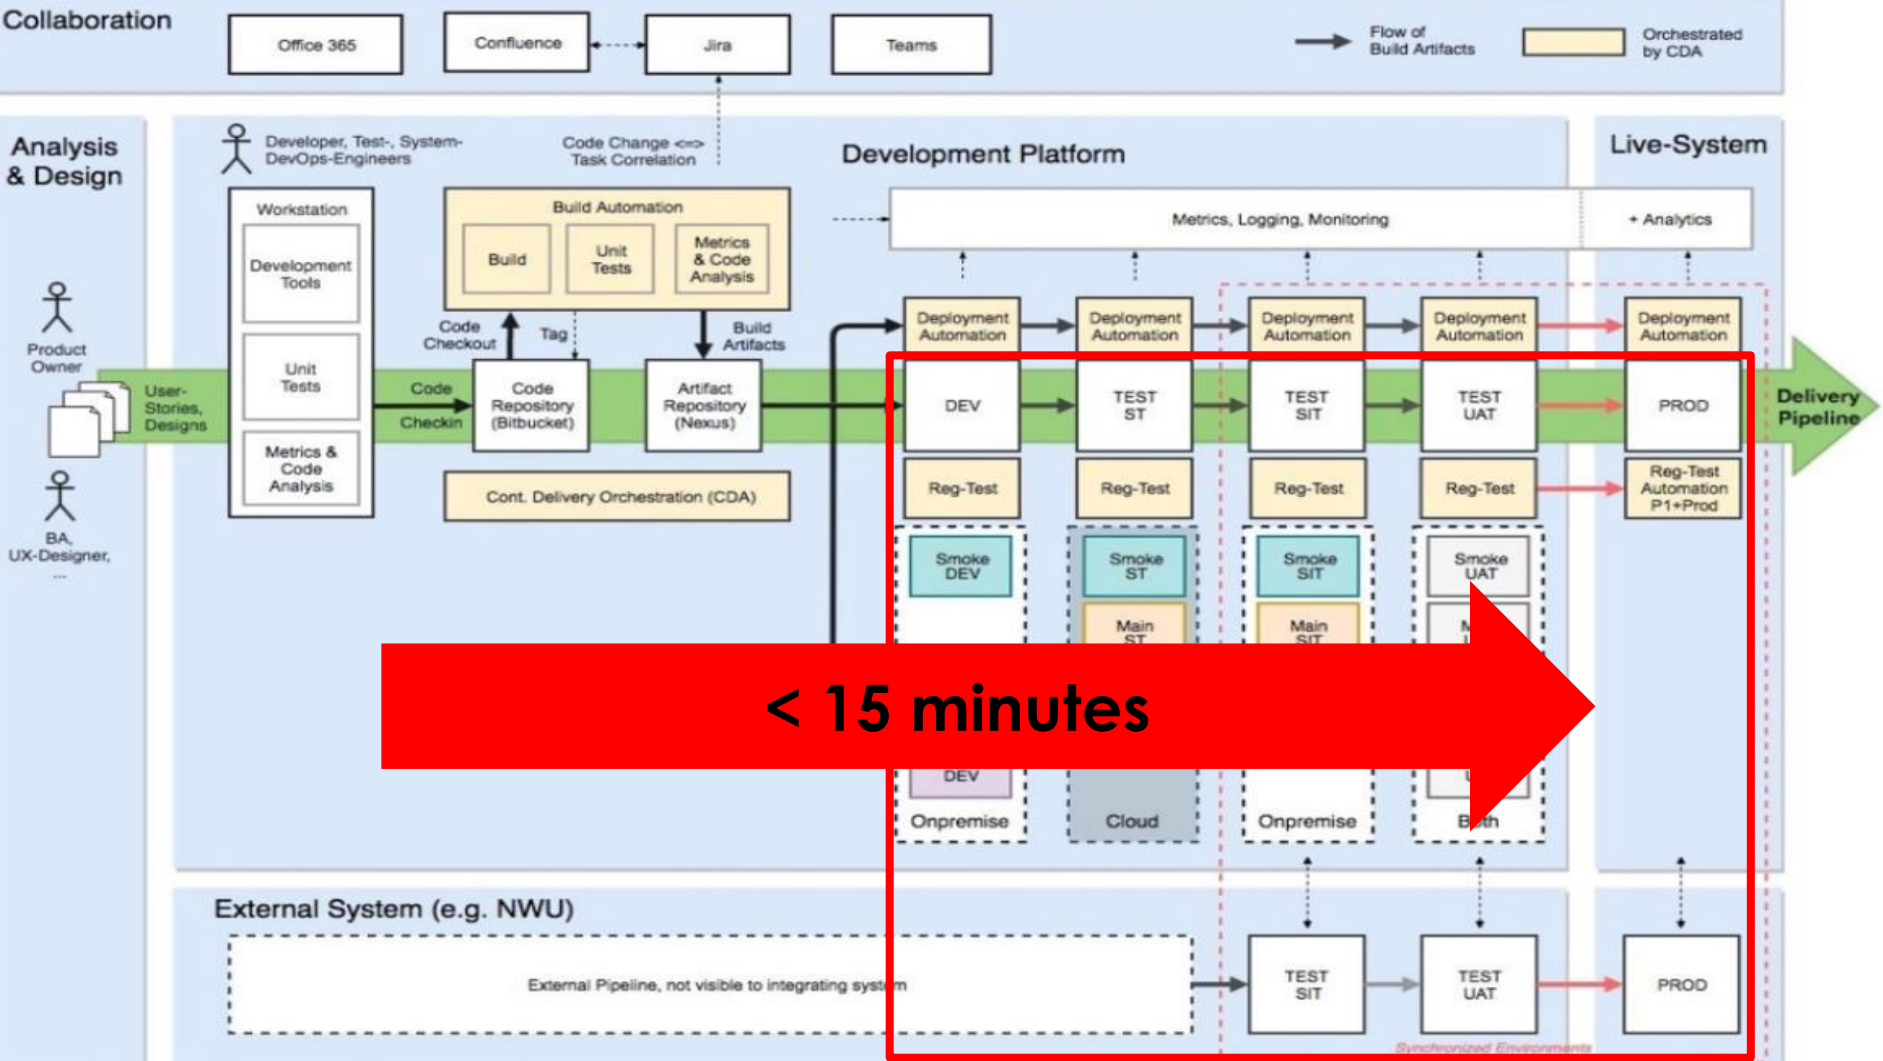 Collaboration
Office 365
Confluence
Jira
Teams
Flow of
Build Artifacts
Orchestrated
by CDA
Analysis
& Design
Developer, Test-, System-
DevOps-Engineers
Code Change <=>
Task Correlation
Development Platform
Live-System
Workstation
Development
Tools
Unit
Tests
Metrics &
Code
Analysis
Build Automation
Build
Unit
Tests
Metrics
& Code
Analysis
Metrics, Logging, Monitoring
+ Analytics
Product
Owner
User-
Stories,
Designs
BA,
UX-Designer,
...
Code
Checkout
Tag
Build
Artifacts
Code
Checkin
Code
Repository
(Bitbucket)
Artifact
Repository
(Nexus)
Cont. Delivery Orchestration (CDA)
Deployment
Automation
Deployment
Automation
Deployment
Automation
Deployment
Automation
Deployment
Automation
DEV
TEST
ST
TEST
SIT
TEST
UAT
PROD
Delivery
Pipeline
Reg-Test
Reg-Test
Reg-Test
Reg-Test
Reg-Test
Automation
P1+Prod
Smoke
DEV
Smoke
ST
Smoke
SIT
Smoke
UAT
Main
ST
Main
SIT
< 15 minutes
DEV
Onpremise
Cloud
Onpremise
Both
External System (e.g. NWU)
External Pipeline, not visible to integrating system
TEST
SIT
TEST
UAT
PROD
Synchronized Environments